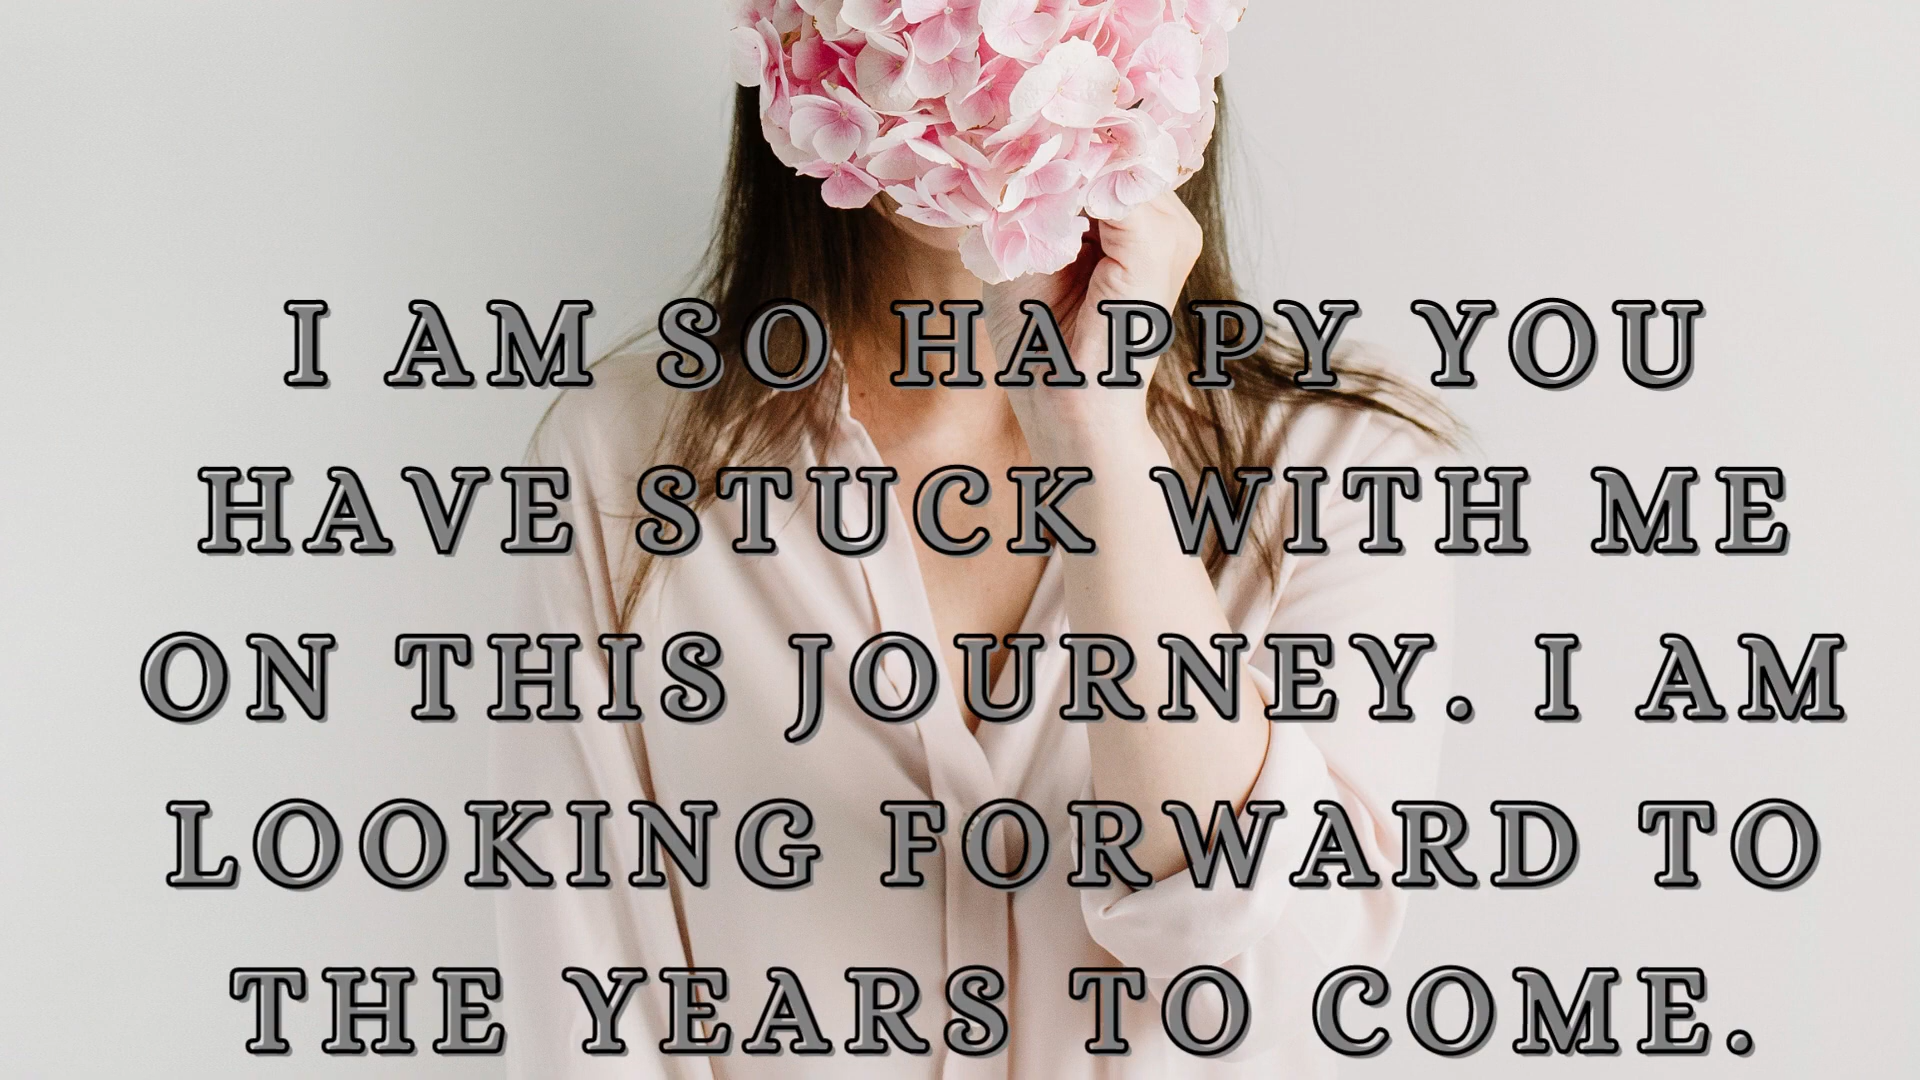 I AM SO HAPPY YOU
HAVE STUCK WITH ME
ON THIS JOURNEY. I AM
LOOKING FORWARD TO
THE YEARS TO COME.